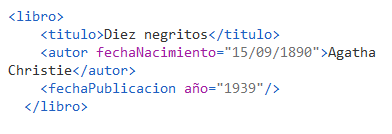 <libro>
    <titulo>Diez negritos</titulo>
    <autor fechaNacimiento="15/09/1890">Agatha
Christie</autor>
    <fechaPublicacion año="1939"/>
  </libro>